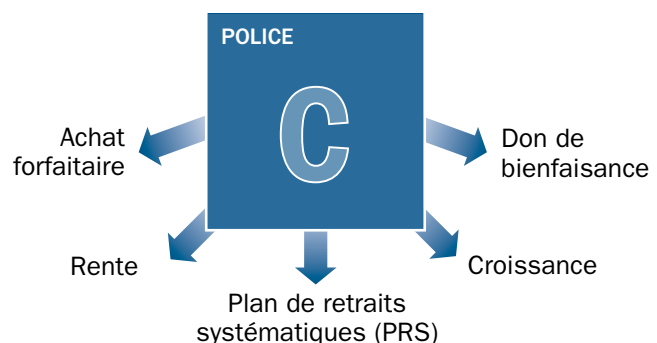 POLICE
C
Achat
forfaitaire
Don de
bienfaisance
Rente
Croissance
Plan de retraits
systématiques (PRS)